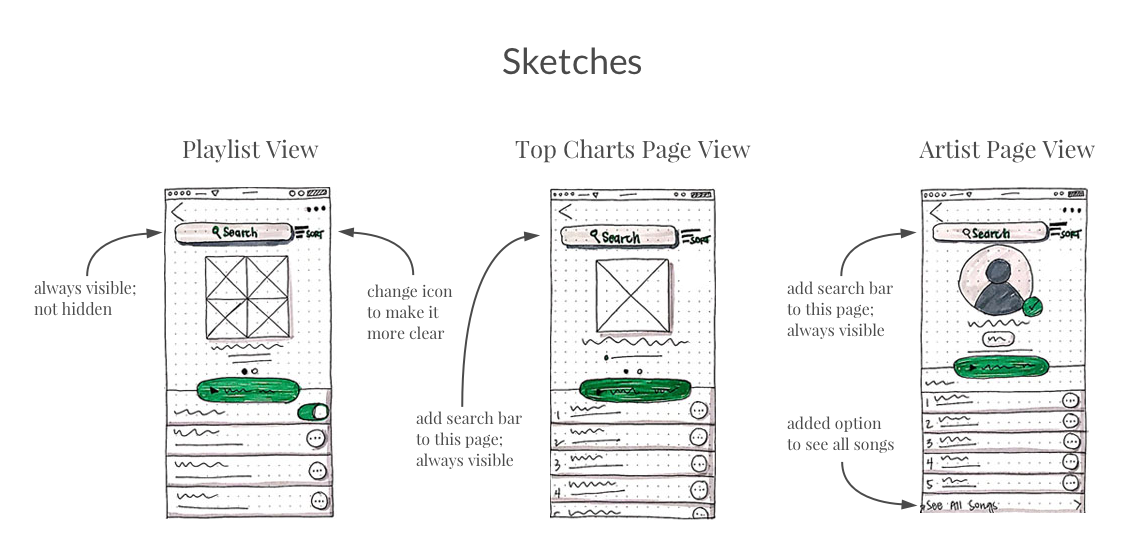 Sketches
Playlist View
Top Charts Page View
Artist Page View
Search
SORT
always visible;
not hidden
change icon
to make it
more clear
Search
SORT
add search bar
to this page;
always visible
1
2
3
4
5
Search
SORT
add search bar
to this page;
always visible
added option
to see all songs
1
2
3
4
5
See All Songs